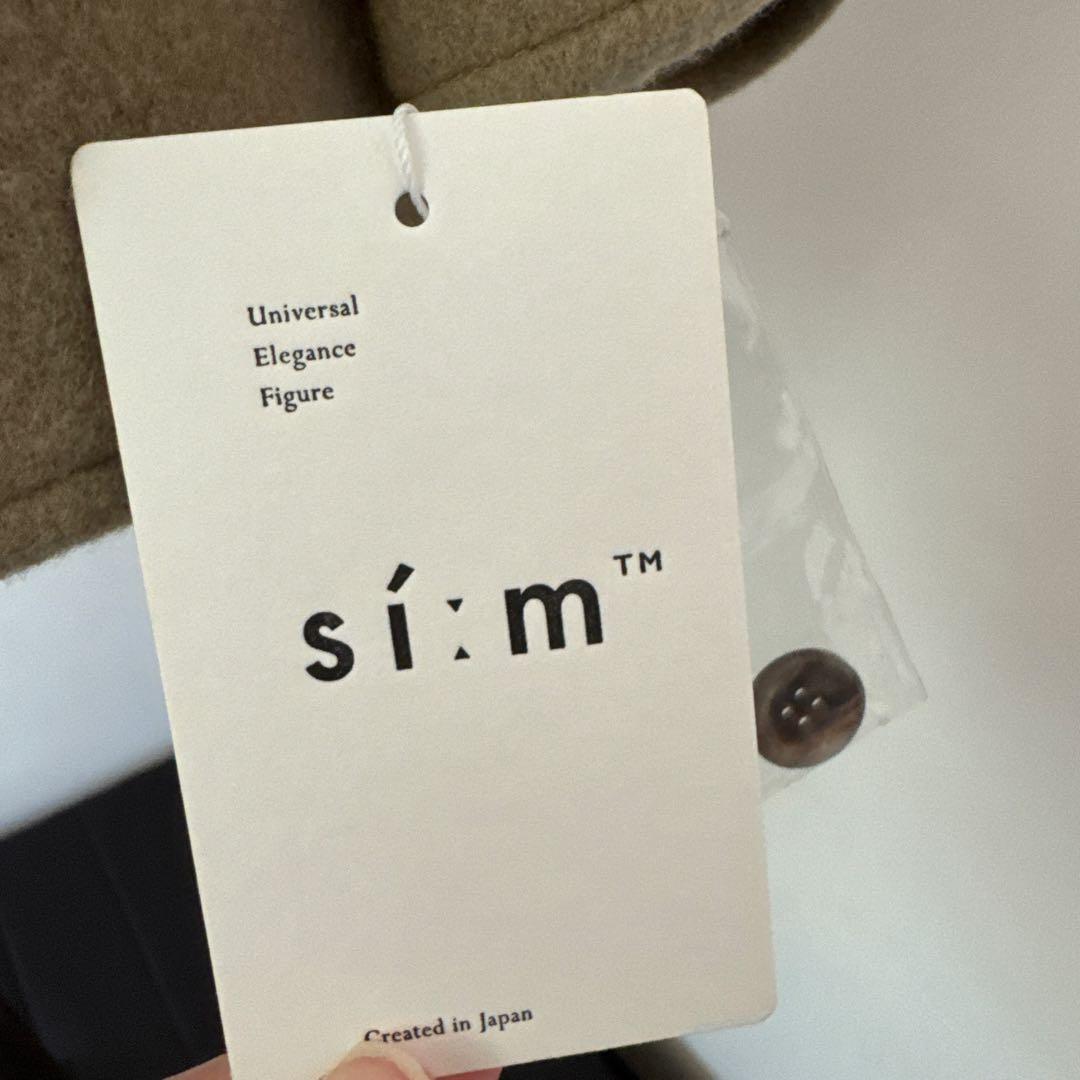 Universal
Elegance
Figure
sí:m™
Created in Japan